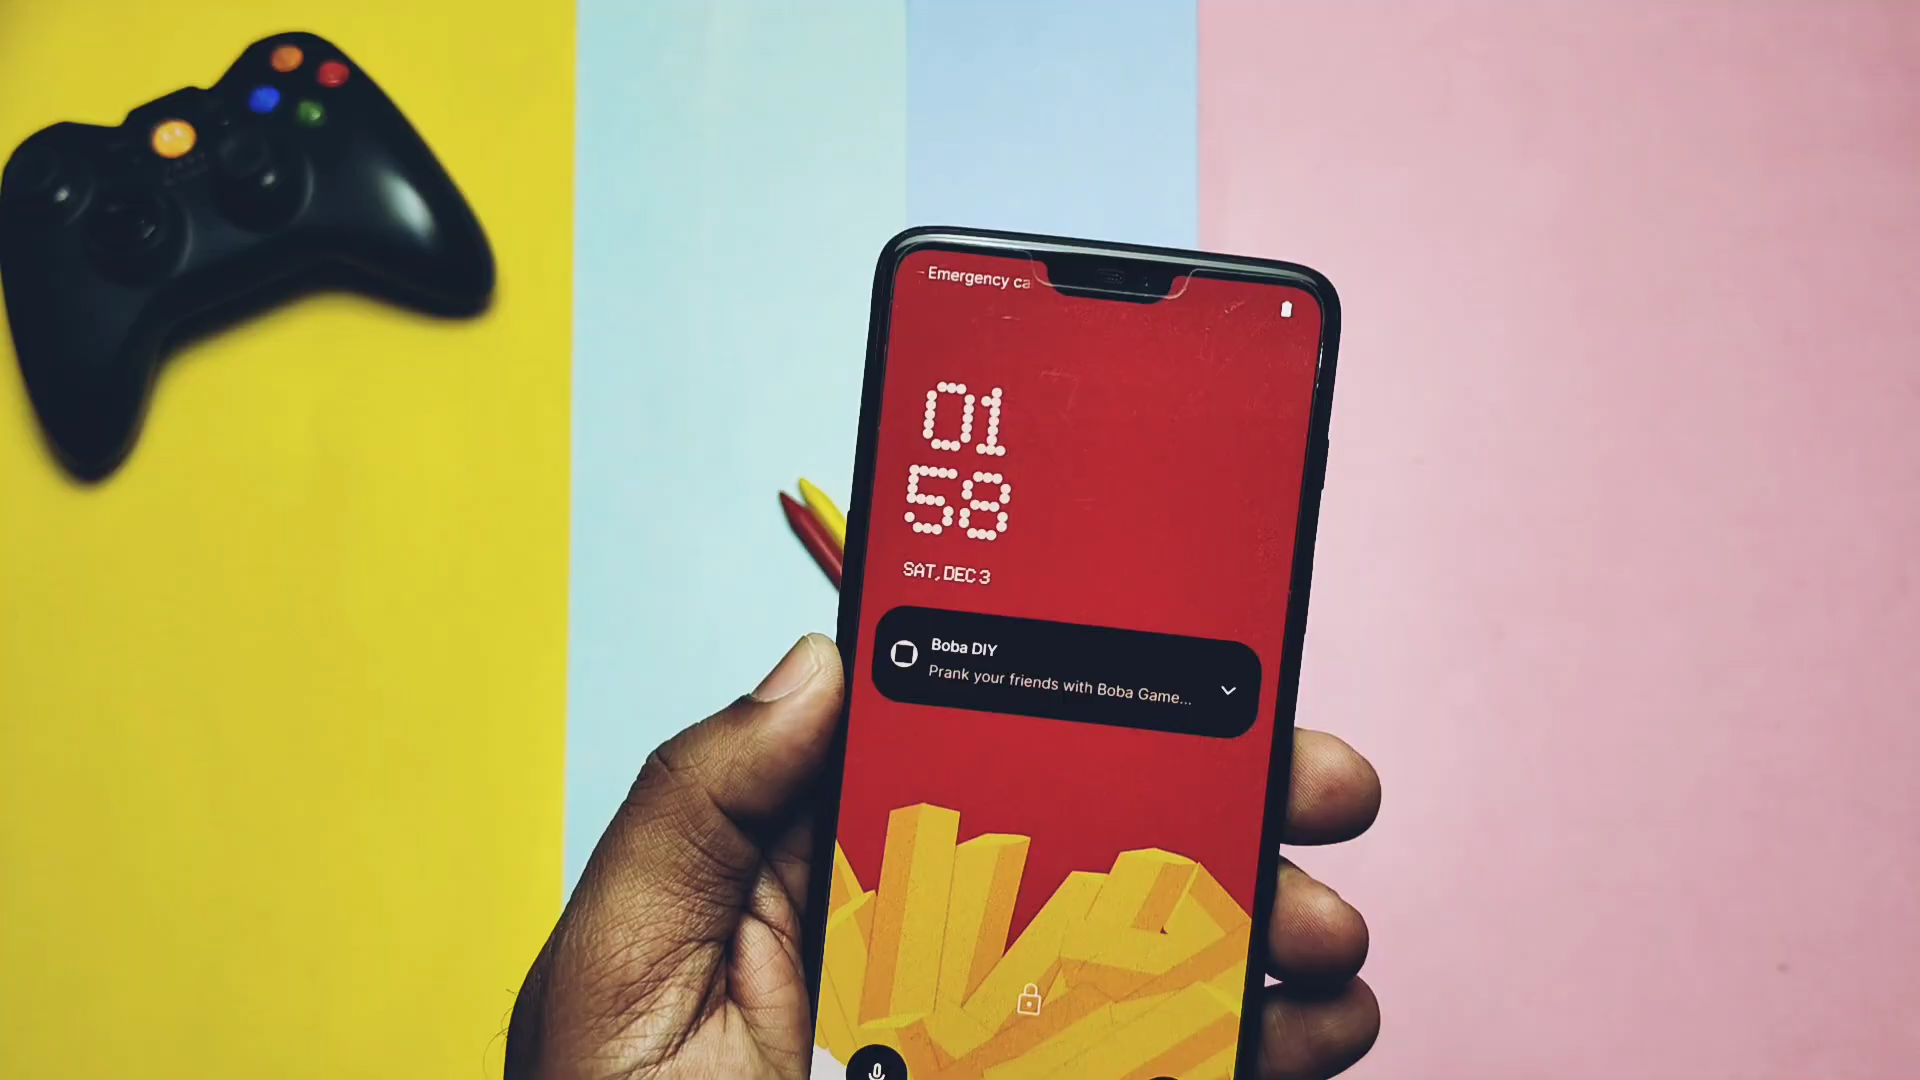 Emergency ca
01
58
SAT, DEC 3
Boba DIY
Prank your friends with Boba Game...